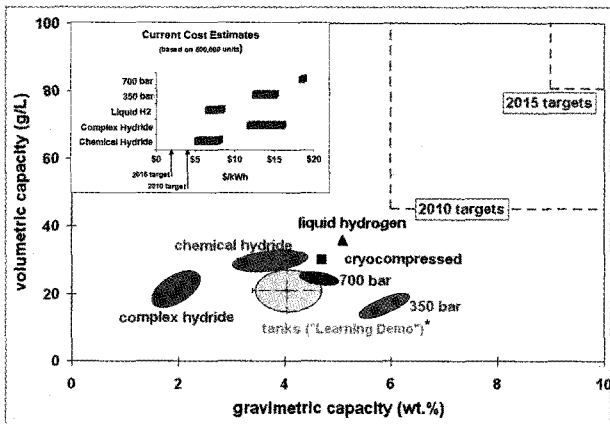 Current Cost Estimates
(based on 500,000 units)
700 bar
350 bar
Liquid H2
Complex Hydride
Chemical Hydride
$0 $5 $10 $15 $20
2015 target
2010 target
$/kWh
volumetric capacity (g/L)
100
80
60
40
20
0
2015 targets
2010 targets
liquid hydrogen
chemical hydride
cryocompressed
700 bar
complex hydride
350 bar
tanks ("Learning Demo")*
0 2 4 6 8 10
gravimetric capacity (wt.%)